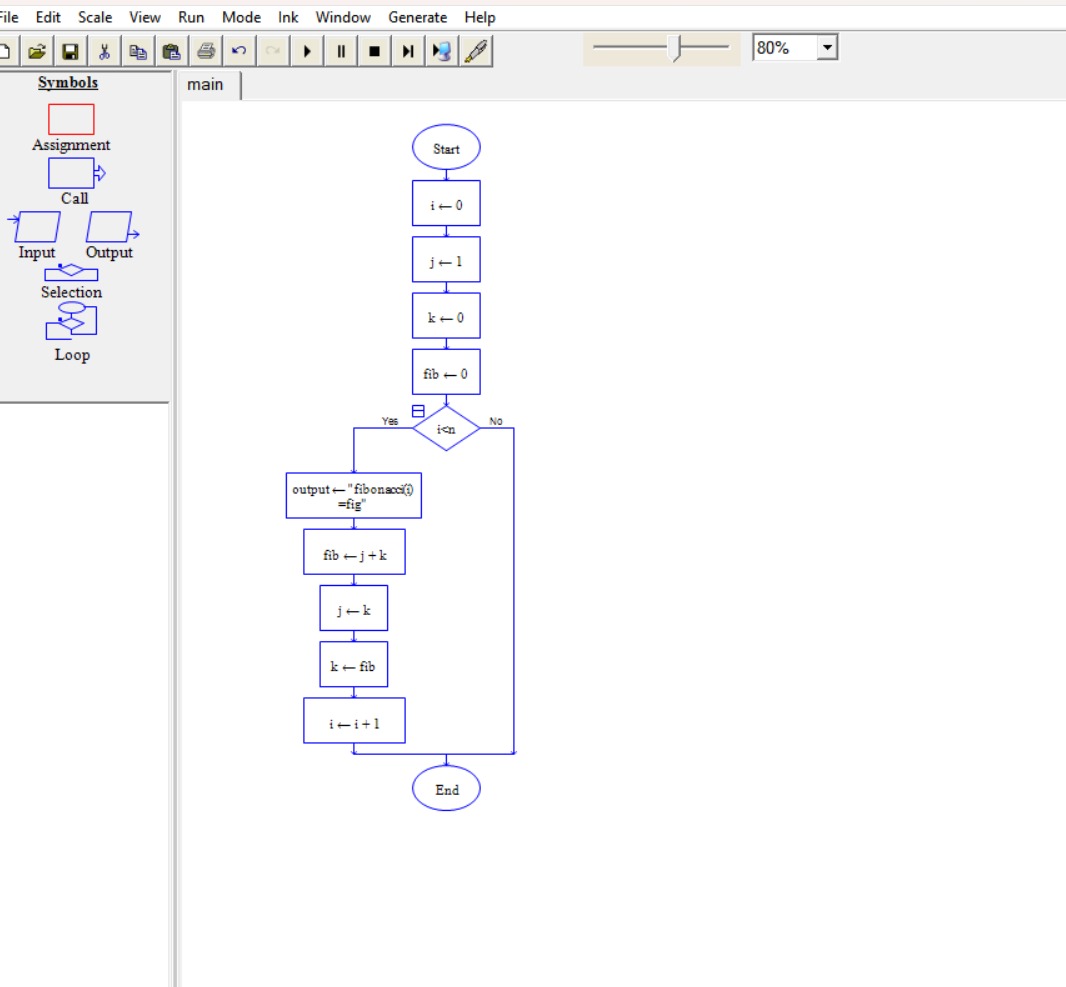 File Edit Scale View Run Mode Ink Window Generate Help
80%
Symbols
main
Assignment
Call
Input Output
Selection
Loop
Start
i ← 0
j ← 1
k ← 0
fib ← 0
i<n
Yes
No
output ← "fibonacci(i)
=fig"
fib ← j + k
j ← k
k ← fib
i ← i + 1
End